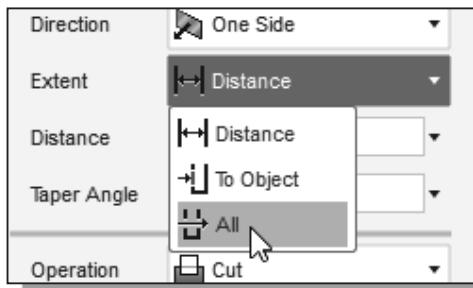 Direction One Side
Extent Distance
Distance Distance
Taper Angle To Object
All
Operation Cut